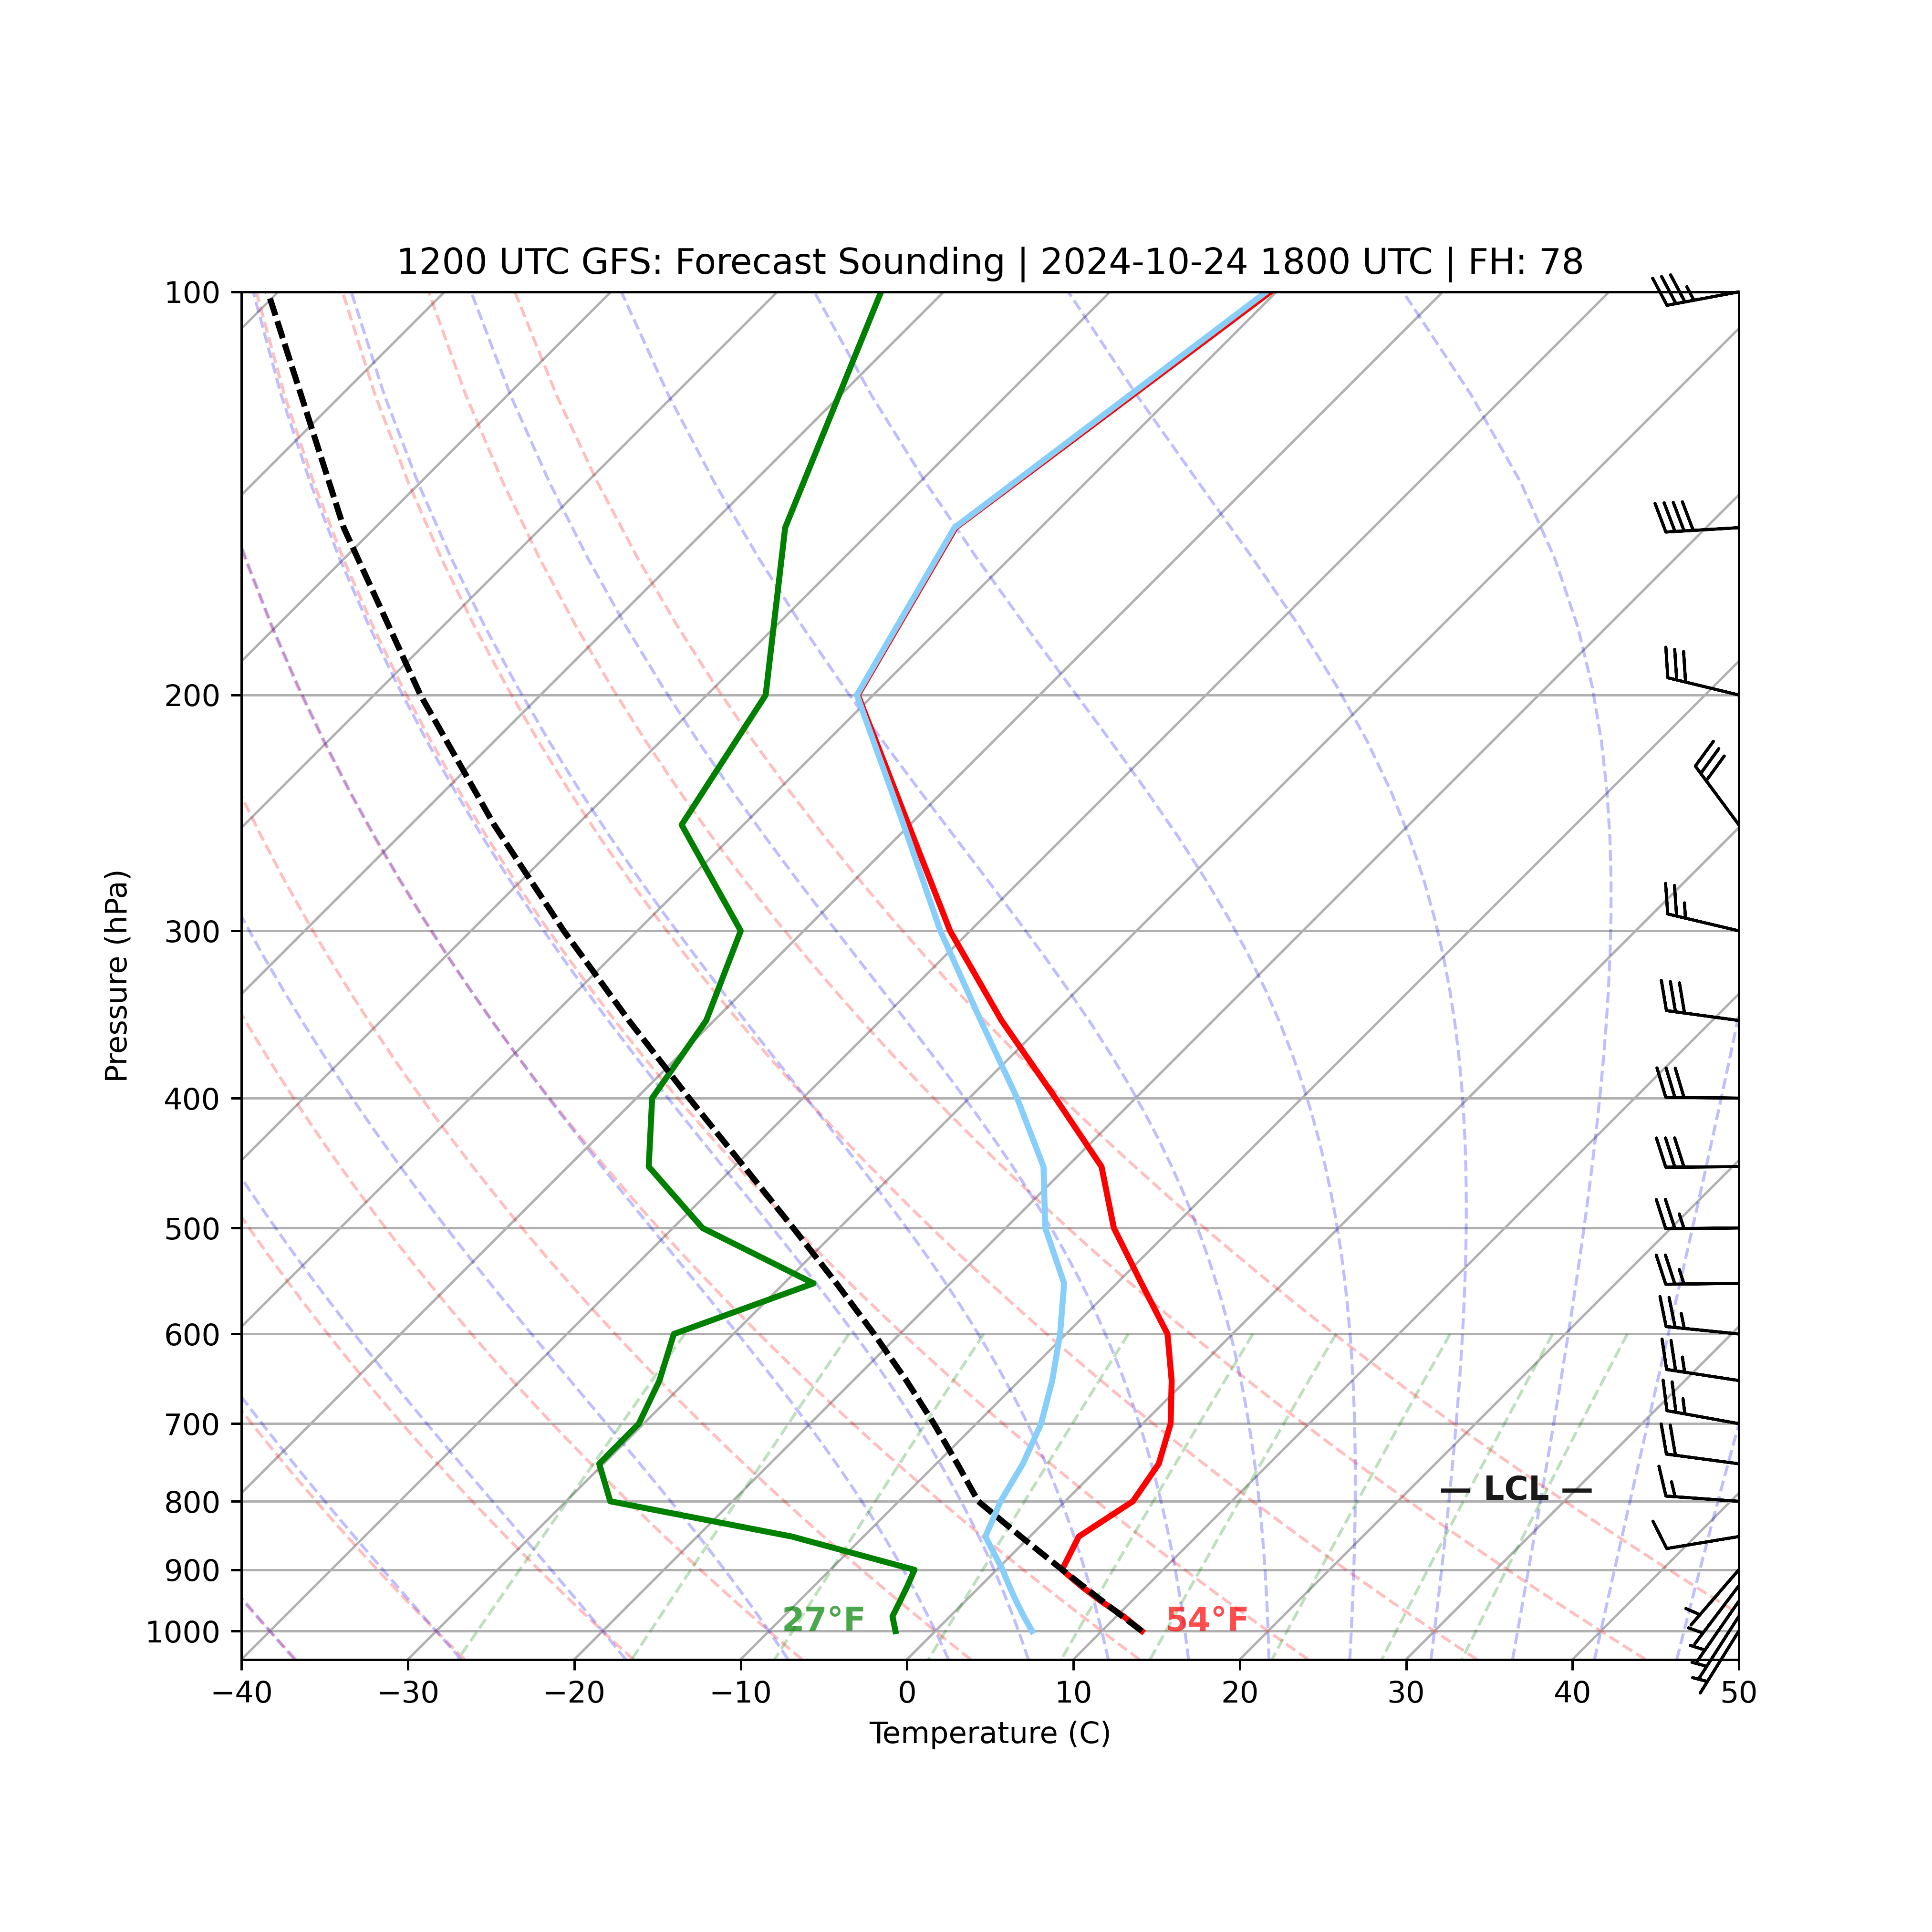 1200 UTC GFS: Forecast Sounding | 2024-10-24 1800 UTC | FH: 78
100
200
300
400
500
600
700
800
900
1000
Pressure (hPa)
— LCL —
27°F
54°F
−40 −30 −20 −10 0 10 20 30 40 50
Temperature (C)